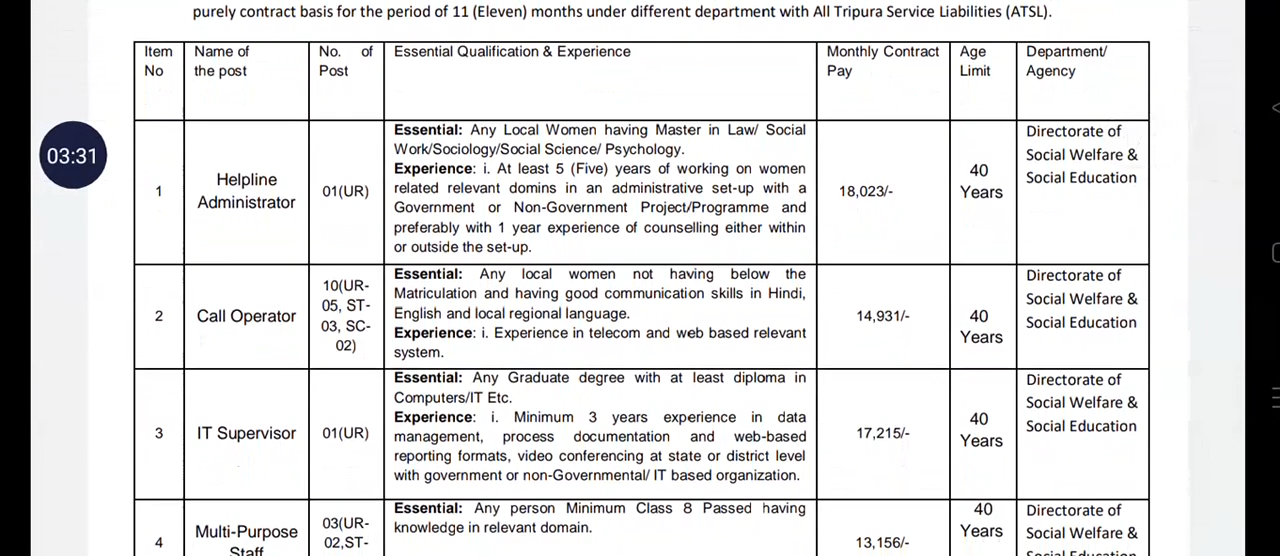 purely contract basis for the period of 11 (Eleven) months under different department with All Tripura Service Liabilities (ATSL).
Item No
Name of the post
No. of Post
Essential Qualification & Experience
Monthly Contract Pay
Age Limit
Department/ Agency
03:31
1
Helpline
Administrator
01(UR)
Essential: Any Local Women having Master in Law/ Social
Work/Sociology/Social Science/ Psychology.
Experience: i. At least 5 (Five) years of working on women
related relevant domins in an administrative set-up with a
Government or Non-Government Project/Programme and
preferably with 1 year experience of counselling either within
or outside the set-up.
18,023/-
40
Years
Directorate of
Social Welfare &
Social Education
2
Call Operator
10(UR-
05, ST-
03, SC-
02)
Essential: Any local women not having below the
Matriculation and having good communication skills in Hindi,
English and local regional language.
Experience: i. Experience in telecom and web based relevant
system.
14,931/-
40
Years
Directorate of
Social Welfare &
Social Education
3
IT Supervisor
01(UR)
Essential: Any Graduate degree with at least diploma in
Computers/IT Etc.
Experience: i. Minimum 3 years experience in data
management, process documentation and web-based
reporting formats, video conferencing at state or district level
with government or non-Governmental/ IT based organization.
17,215/-
40
Years
Directorate of
Social Welfare &
Social Education
4
Multi-Purpose
Staff
03(UR-
02,ST-
Essential: Any person Minimum Class 8 Passed having
knowledge in relevant domain.
13,156/-
40
Years
Directorate of
Social Welfare &
Social Education